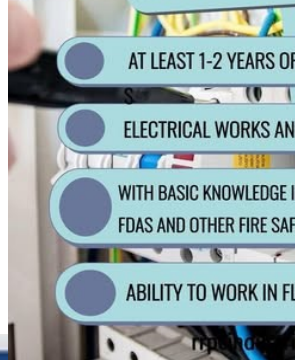 AT LEAST 1-2 YEARS OF
S
ELECTRICAL WORKS AN
WITH BASIC KNOWLEDGE I
FDAS AND OTHER FIRE SAF
ABILITY TO WORK IN FL